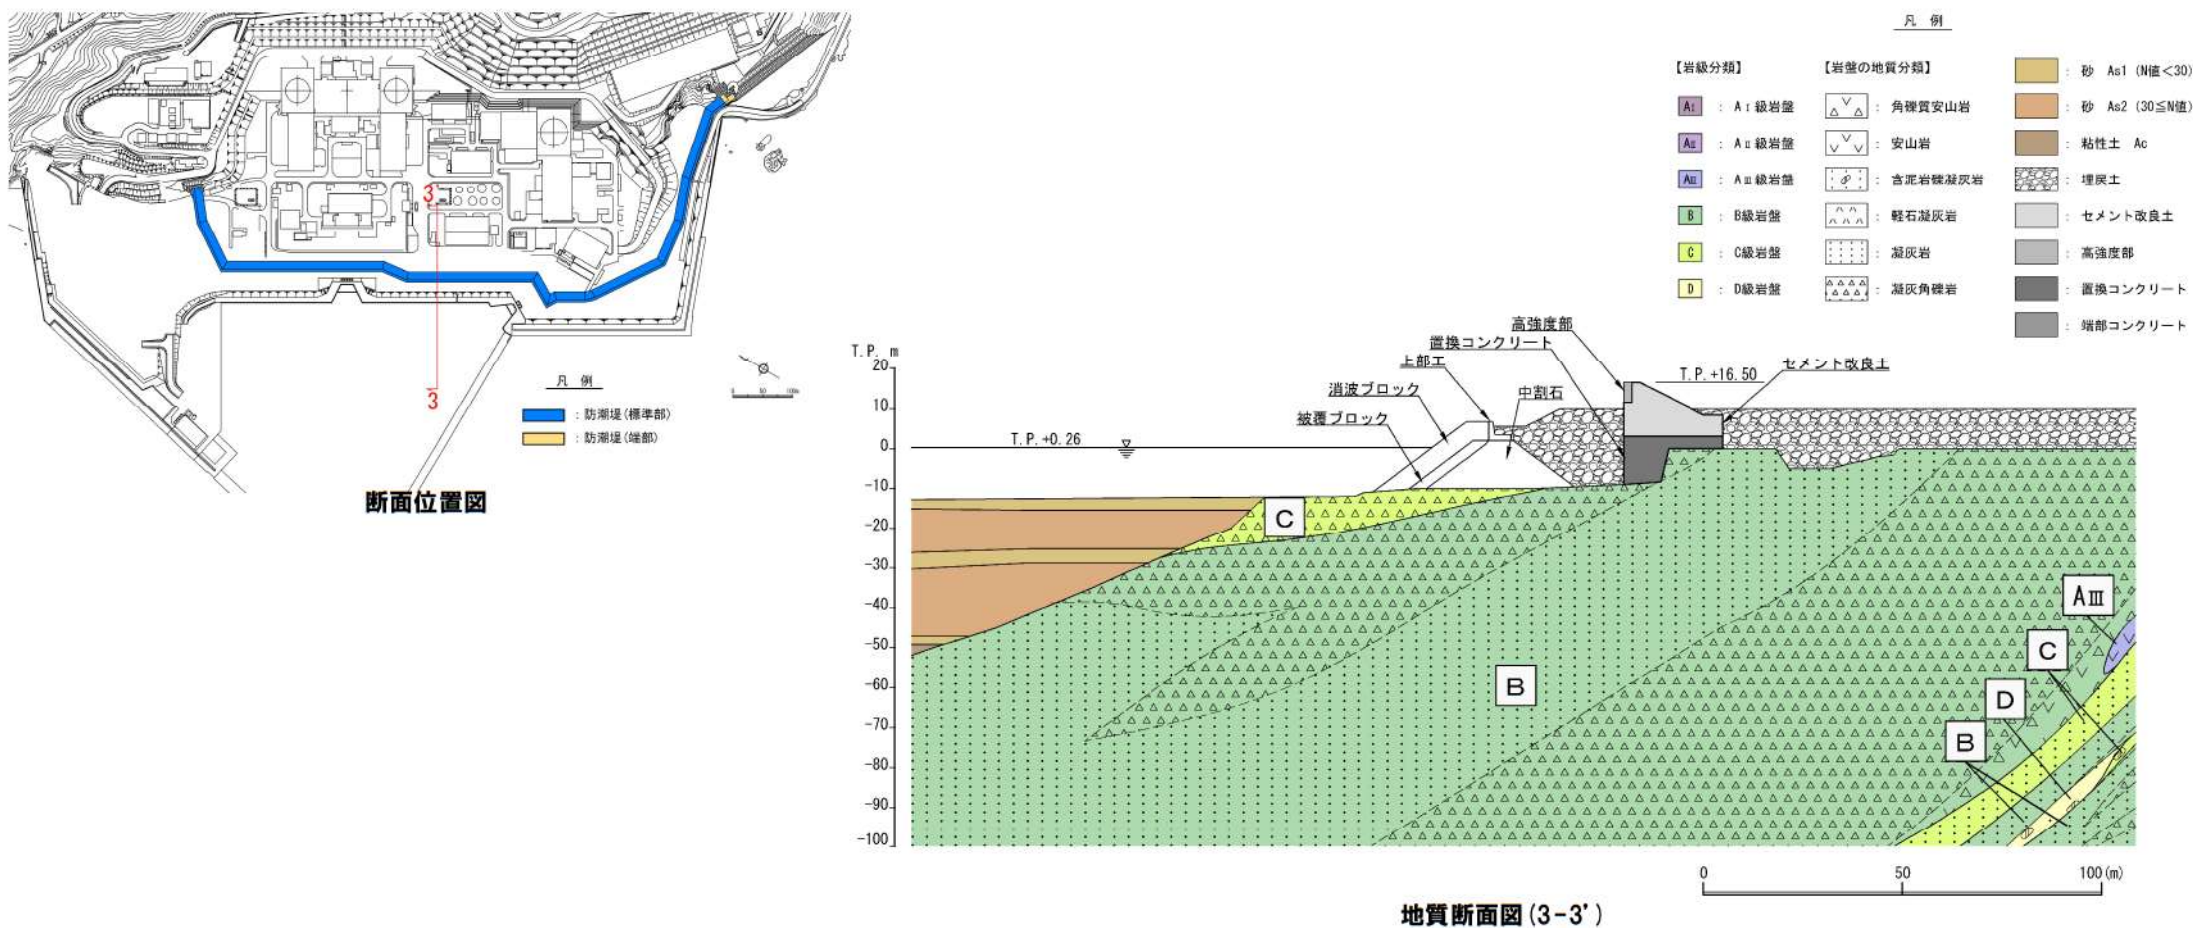 3'
3
0 50 100m
凡 例
: 防潮堤(標準部)
: 防潮堤(端部)
断面位置図
凡 例
【岩級分類】
AⅠ : AⅠ級岩盤
AⅡ : AⅡ級岩盤
AⅢ : AⅢ級岩盤
B : B級岩盤
C : C級岩盤
D : D級岩盤
【岩盤の地質分類】
: 角礫質安山岩
: 安山岩
: 含泥岩礫凝灰岩
: 軽石凝灰岩
: 凝灰岩
: 凝灰角礫岩
: 砂 As1 (N値<30)
: 砂 As2 (30≦N値)
: 粘性土 Ac
: 埋戻土
: セメント改良土
: 高強度部
: 置換コンクリート
: 端部コンクリート
T.P. m
20
10
0
-10
-20
-30
-40
-50
-60
-70
-80
-90
-100
高強度部
置換コンクリート
上部工
消波ブロック
被覆ブロック
中割石
T.P.+16.50
セメント改良土
T.P.+0.26
C
B
AⅢ
C
D
B
0 50 100(m)
地質断面図(3-3')